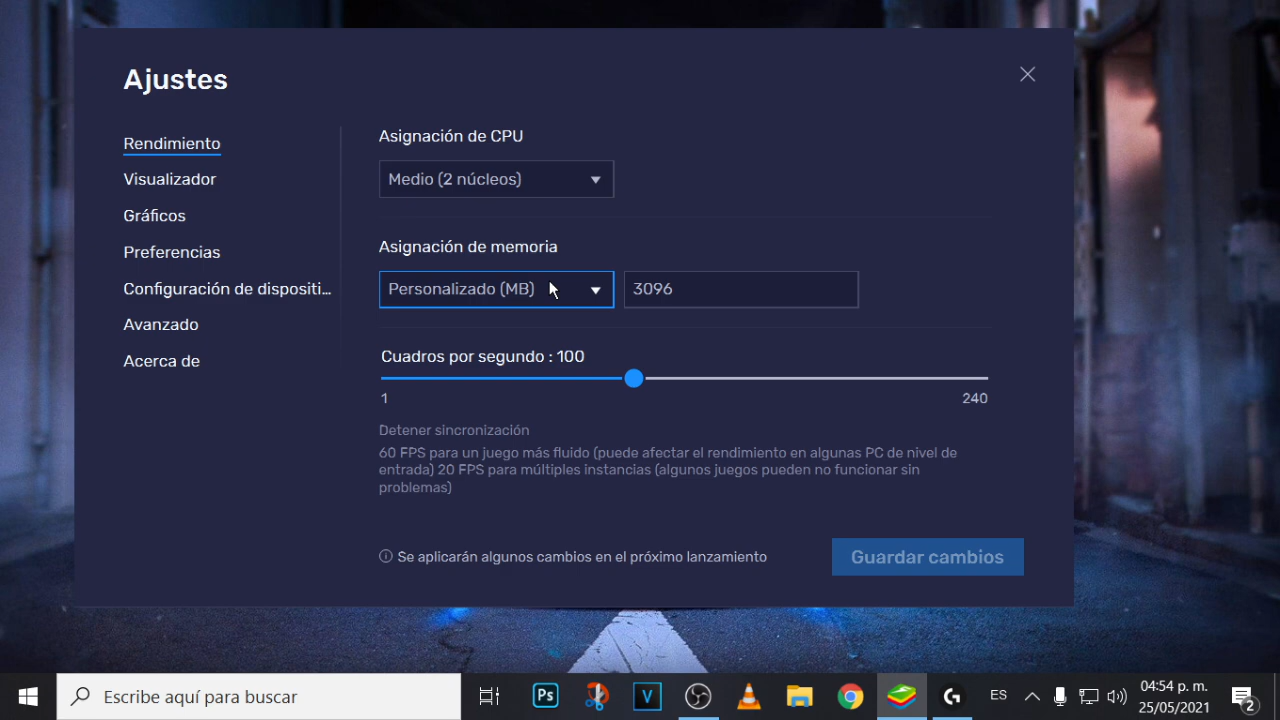 Ajustes
Rendimiento
Visualizador
Gráficos
Preferencias
Configuración de dispositi...
Avanzado
Acerca de
Asignación de CPU
Medio (2 núcleos)
Asignación de memoria
Personalizado (MB)
3096
Cuadros por segundo : 100
1
240
Detener sincronización
60 FPS para un juego más fluido (puede afectar el rendimiento en algunas PC de nivel de
entrada) 20 FPS para múltiples instancias (algunos juegos pueden no funcionar sin
problemas)
Se aplicarán algunos cambios en el próximo lanzamiento
Guardar cambios
Escribe aquí para buscar
Ps
V
ES
04:54 p. m.
25/05/2021
2